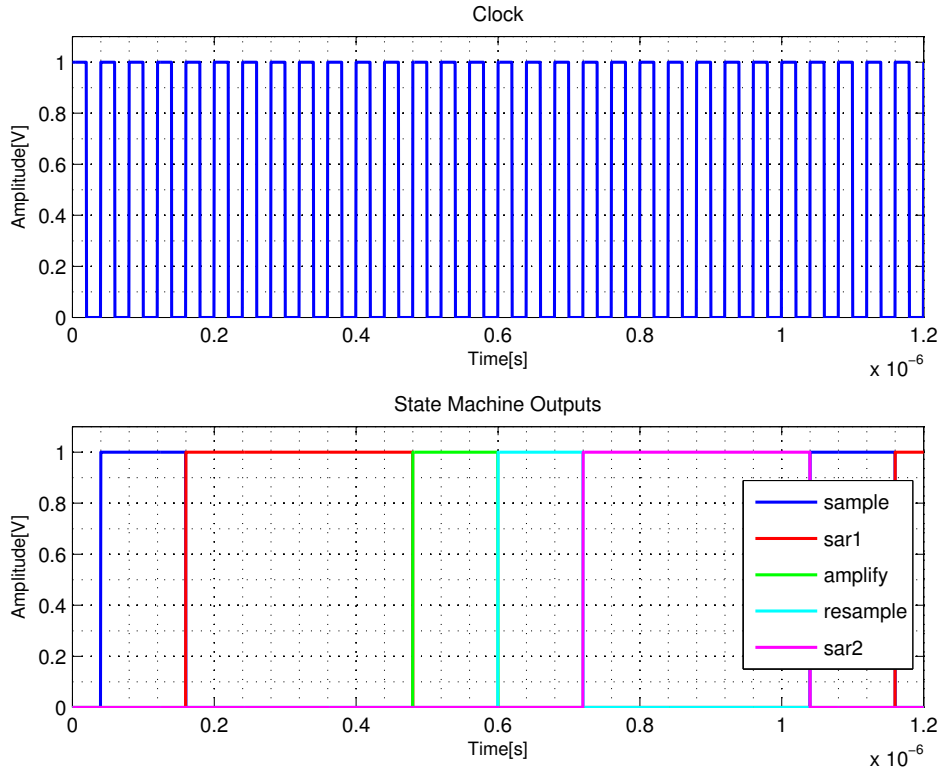 Clock
Amplitude[V]
1
0.8
0.6
0.4
0.2
0
0 0.2 0.4 0.6 0.8 1 1.2
Time[s]
x 10^-6
State Machine Outputs
Amplitude[V]
1
0.8
0.6
0.4
0.2
0
sample
sar1
amplify
resample
sar2
0 0.2 0.4 0.6 0.8 1 1.2
Time[s]
x 10^-6